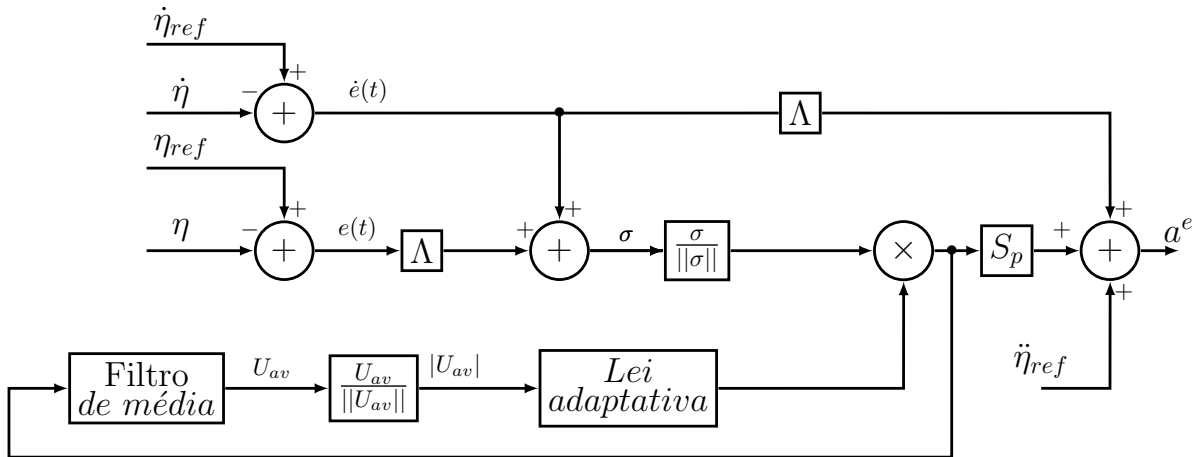 η̇_ref
+
− η̇ + ė(t) Λ
η_ref
+ + +
− η + e(t) Λ + + σ σ/||σ|| × S_p + + a^e
+
Filtro de média U_av U_av/||U_av|| |U_av| Lei adaptativa η̈_ref